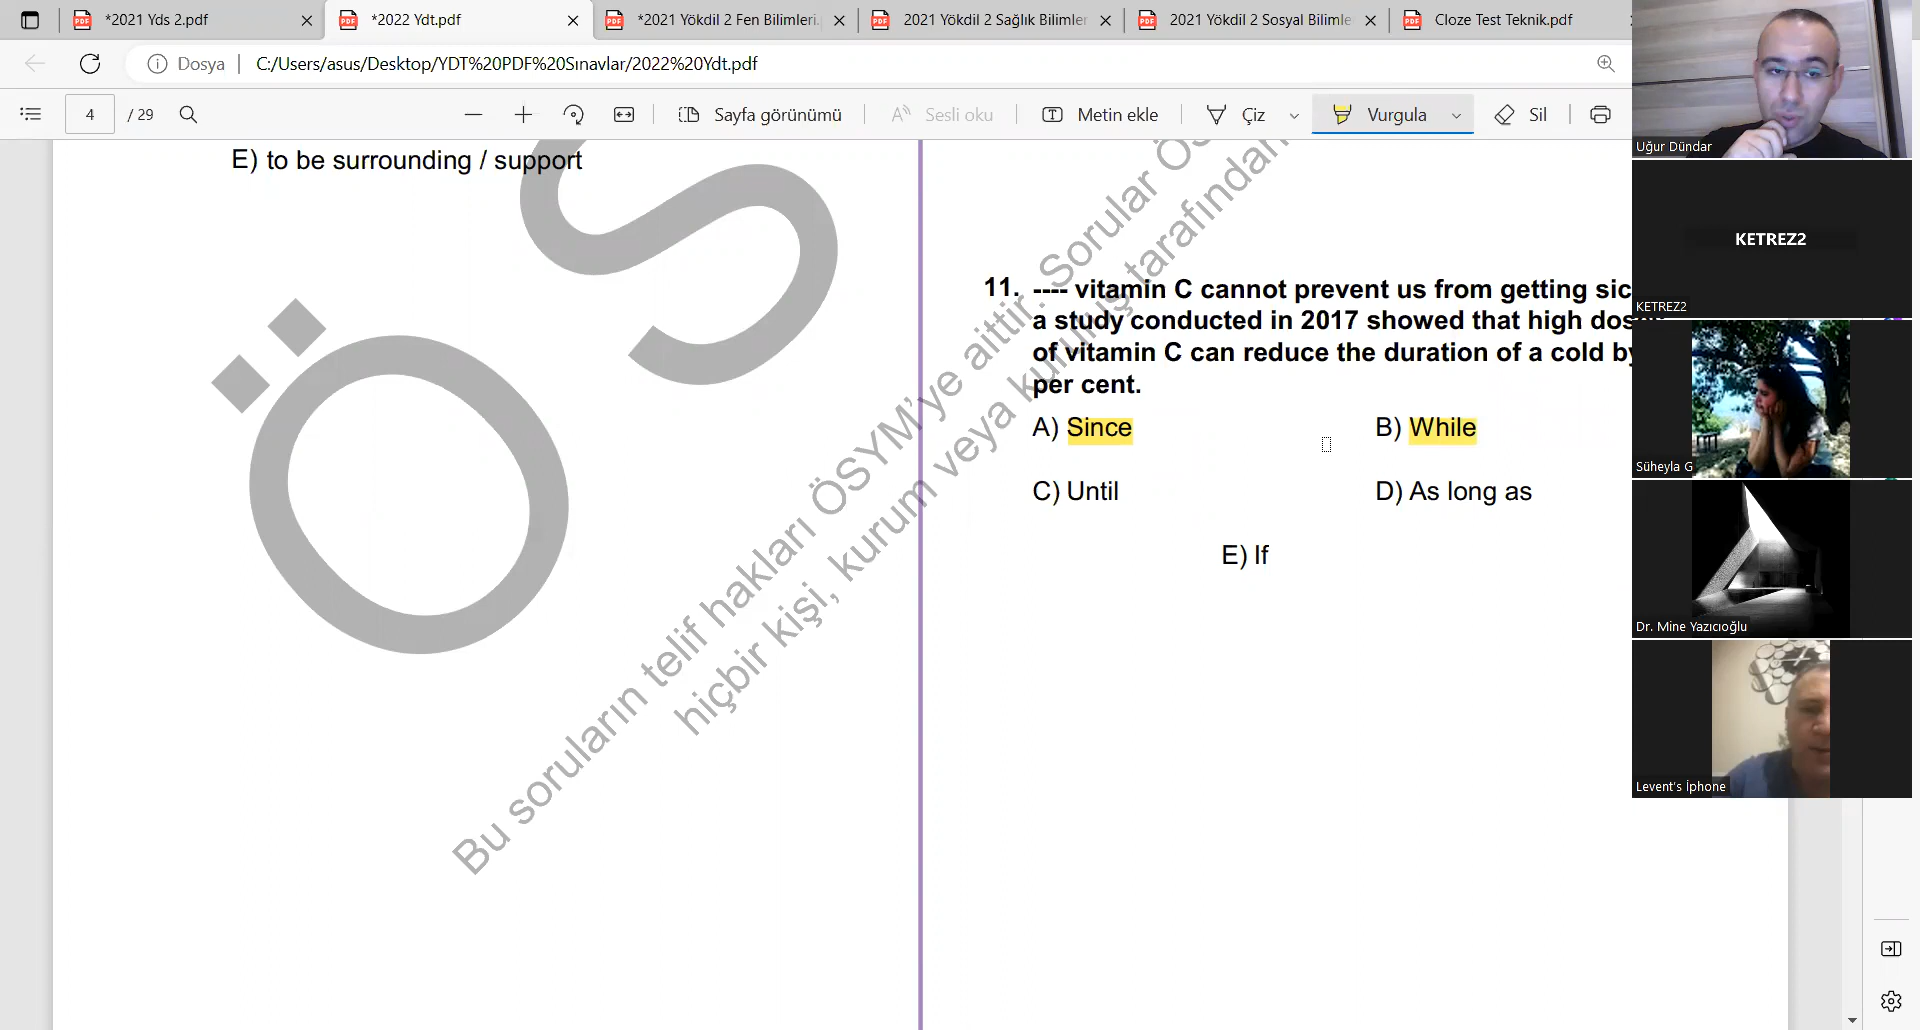 *2021 Yds 2.pdf
*2022 Ydt.pdf
*2021 Yökdil 2 Fen Bilimleri.
2021 Yökdil 2 Sağlık Bilimler
2021 Yökdil 2 Sosyal Bilimle
Cloze Test Teknik.pdf
Dosya
C:/Users/asus/Desktop/YDT%20PDF%20Sınavlar/2022%20Ydt.pdf
4 / 29
Sayfa görünümü
Sesli oku
Metin ekle
Çiz
Vurgula
Sil
E) to be surrounding / support
ÖS
Bu soruların telif hakları ÖSYM'ye aittir. Sorular ÖS
hiçbir kişi, kurum veya kuruluş tarafından
11. ---- vitamin C cannot prevent us from getting sic
a study conducted in 2017 showed that high dos
of vitamin C can reduce the duration of a cold by
per cent.
A) Since
B) While
C) Until
D) As long as
E) If
Uğur Dündar
KETREZ2
KETREZ2
Süheyla G
Dr. Mine Yazıcıoğlu
Levent's İphone